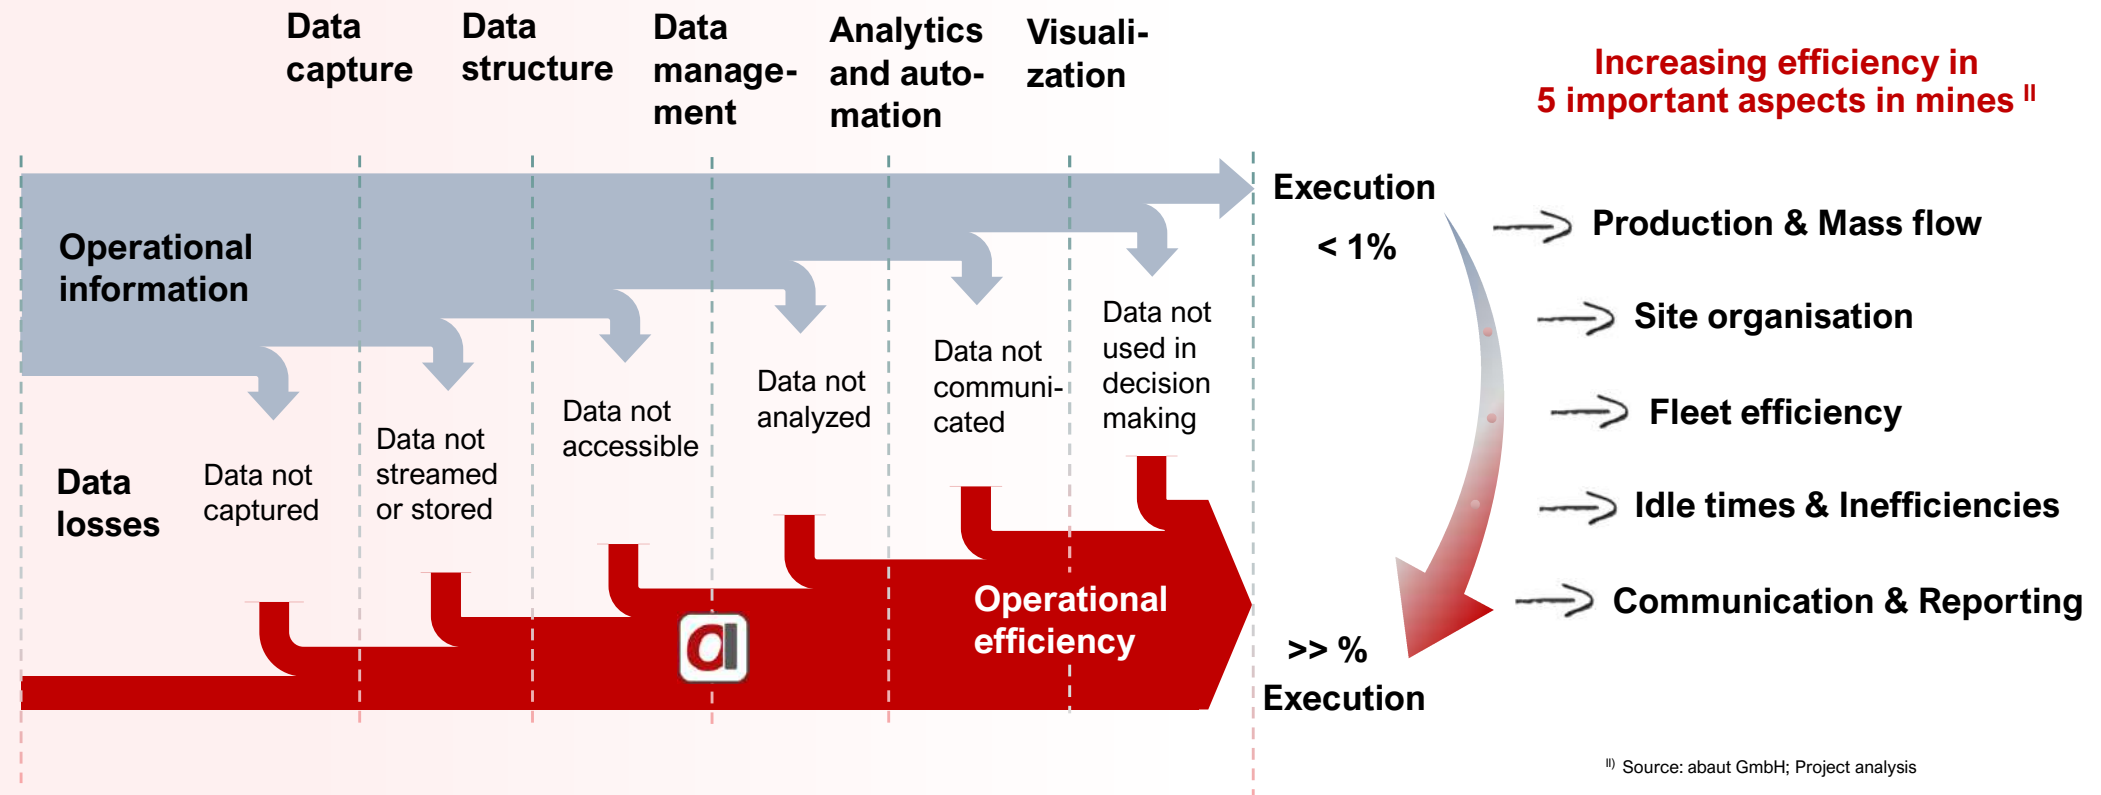 Data
capture
Data
structure
Data
manage-
ment
Analytics
and auto-
mation
Visuali-
zation
Increasing efficiency in
5 important aspects in mines II
Operational
information
Execution
< 1%
Data
losses
Data not
captured
Data not
streamed
or stored
Data not
accessible
Data not
analyzed
Data not
communi-
cated
Data not
used in
decision
making
Operational
efficiency
>> %
Execution
Production & Mass flow
Site organisation
Fleet efficiency
Idle times & Inefficiencies
Communication & Reporting
II) Source: abaut GmbH; Project analysis